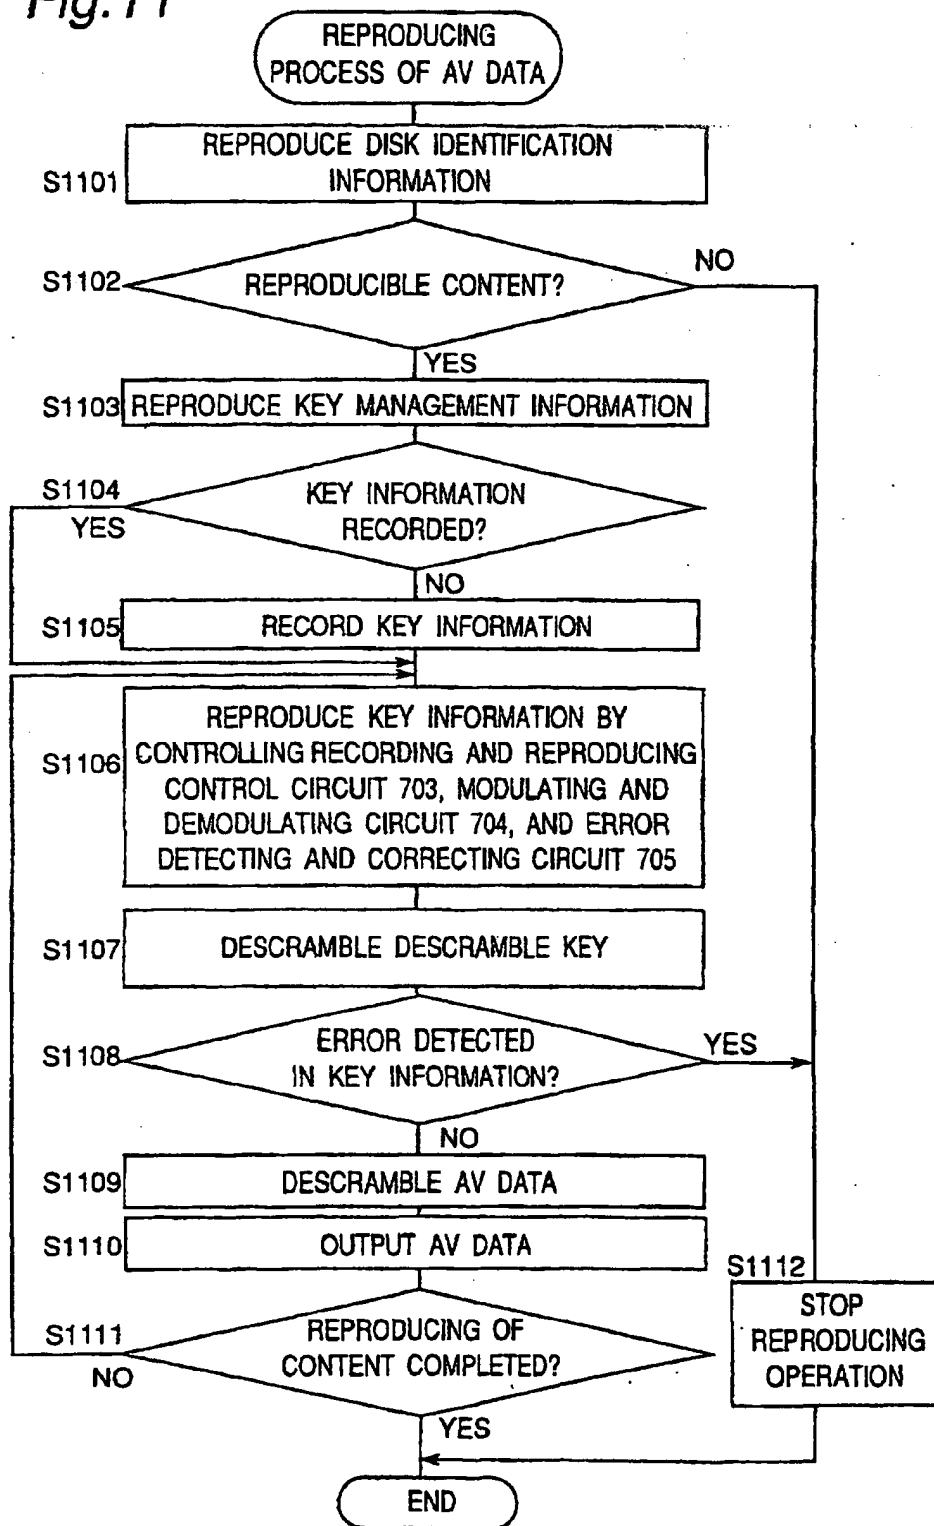 Fig. 11
REPRODUCING
PROCESS OF AV DATA
REPRODUCE DISK IDENTIFICATION
INFORMATION
S1101
S1102
REPRODUCIBLE CONTENT?
NO
YES
S1103
REPRODUCE KEY MANAGEMENT INFORMATION
S1104
YES
KEY INFORMATION
RECORDED?
NO
S1105
RECORD KEY INFORMATION
S1106
REPRODUCE KEY INFORMATION BY
CONTROLLING RECORDING AND REPRODUCING
CONTROL CIRCUIT 703, MODULATING AND
DEMODULATING CIRCUIT 704, AND ERROR
DETECTING AND CORRECTING CIRCUIT 705
S1107
DESCRAMBLE DESCRAMBLE KEY
S1108
ERROR DETECTED
IN KEY INFORMATION?
YES
NO
S1109
DESCRAMBLE AV DATA
S1110
OUTPUT AV DATA
S1111
NO
REPRODUCING OF
CONTENT COMPLETED?
YES
S1112
STOP
REPRODUCING
OPERATION
END